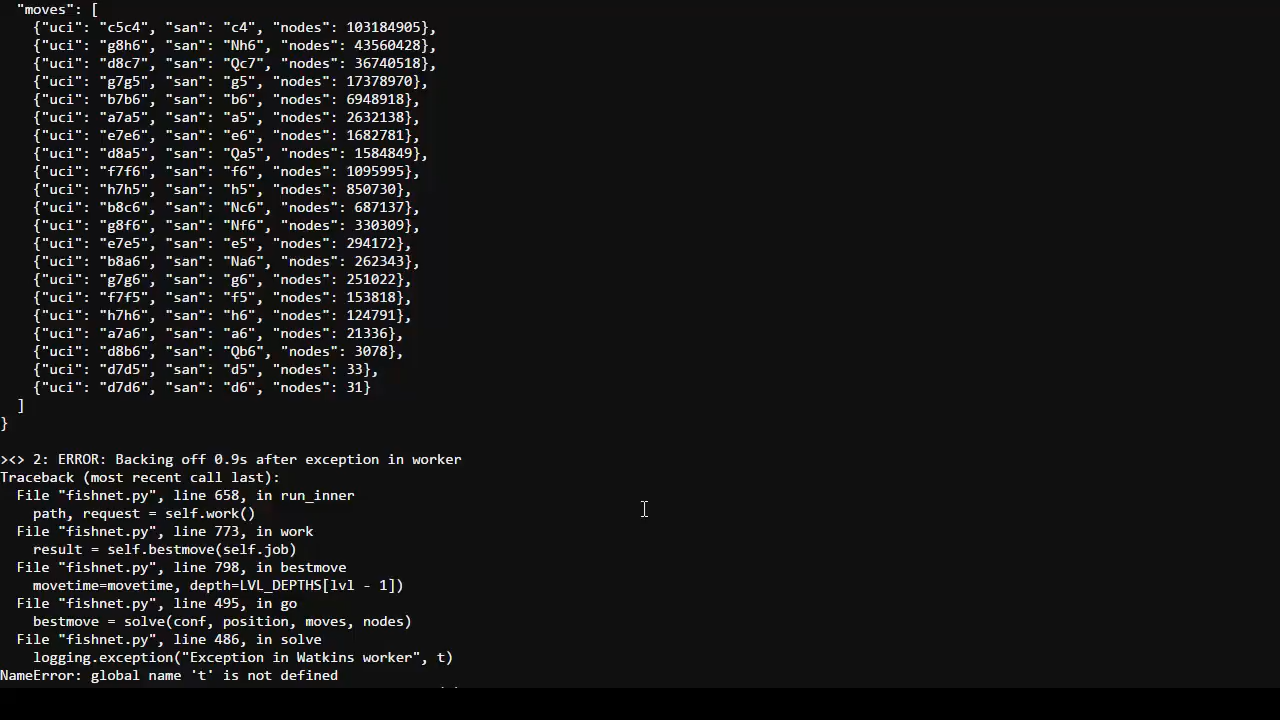 "moves": [
{"uci": "c5c4", "san": "c4", "nodes": 103184905},
{"uci": "g8h6", "san": "Nh6", "nodes": 43560428},
{"uci": "d8c7", "san": "Qc7", "nodes": 36740518},
{"uci": "g7g5", "san": "g5", "nodes": 17378970},
{"uci": "b7b6", "san": "b6", "nodes": 6948918},
{"uci": "a7a5", "san": "a5", "nodes": 2632138},
{"uci": "e7e6", "san": "e6", "nodes": 1682781},
{"uci": "d8a5", "san": "Qa5", "nodes": 1584849},
{"uci": "f7f6", "san": "f6", "nodes": 1095995},
{"uci": "h7h5", "san": "h5", "nodes": 850730},
{"uci": "b8c6", "san": "Nc6", "nodes": 687137},
{"uci": "g8f6", "san": "Nf6", "nodes": 330309},
{"uci": "e7e5", "san": "e5", "nodes": 294172},
{"uci": "b8a6", "san": "Na6", "nodes": 262343},
{"uci": "g7g6", "san": "g6", "nodes": 251022},
{"uci": "f7f5", "san": "f5", "nodes": 153818},
{"uci": "h7h6", "san": "h6", "nodes": 124791},
{"uci": "a7a6", "san": "a6", "nodes": 21336},
{"uci": "d8b6", "san": "Qb6", "nodes": 3078},
{"uci": "d7d5", "san": "d5", "nodes": 33},
{"uci": "d7d6", "san": "d6", "nodes": 31}
]
}
><> 2: ERROR: Backing off 0.9s after exception in worker
Traceback (most recent call last):
File "fishnet.py", line 658, in run_inner
path, request = self.work()
File "fishnet.py", line 773, in work
result = self.bestmove(self.job)
File "fishnet.py", line 798, in bestmove
movetime=movetime, depth=LVL_DEPTHS[lvl - 1])
File "fishnet.py", line 495, in go
bestmove = solve(conf, position, moves, nodes)
File "fishnet.py", line 486, in solve
logging.exception("Exception in Watkins worker", t)
NameError: global name 't' is not defined